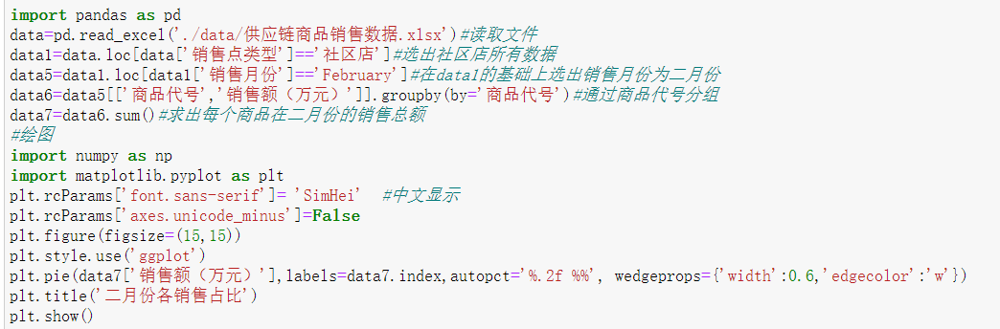 import pandas as pd
data=pd.read_excel('./data/供应链商品销售数据.xlsx')#读取文件
data1=data.loc[data['销售点类型']=='社区店']#选出社区店所有数据
data5=data1.loc[data1['销售月份']=='February']#在data1的基础上选出销售月份为二月份
data6=data5[['商品代号','销售额（万元）']].groupby(by='商品代号')#通过商品代号分组
data7=data6.sum()#求出每个商品在二月份的销售总额
#绘图
import numpy as np
import matplotlib.pyplot as plt
plt.rcParams['font.sans-serif']= 'SimHei'  #中文显示
plt.rcParams['axes.unicode_minus']=False
plt.figure(figsize=(15,15))
plt.style.use('ggplot')
plt.pie(data7['销售额（万元）'],labels=data7.index,autopct='%.2f %%', wedgeprops={'width':0.6,'edgecolor':'w'})
plt.title('二月份各销售占比')
plt.show()